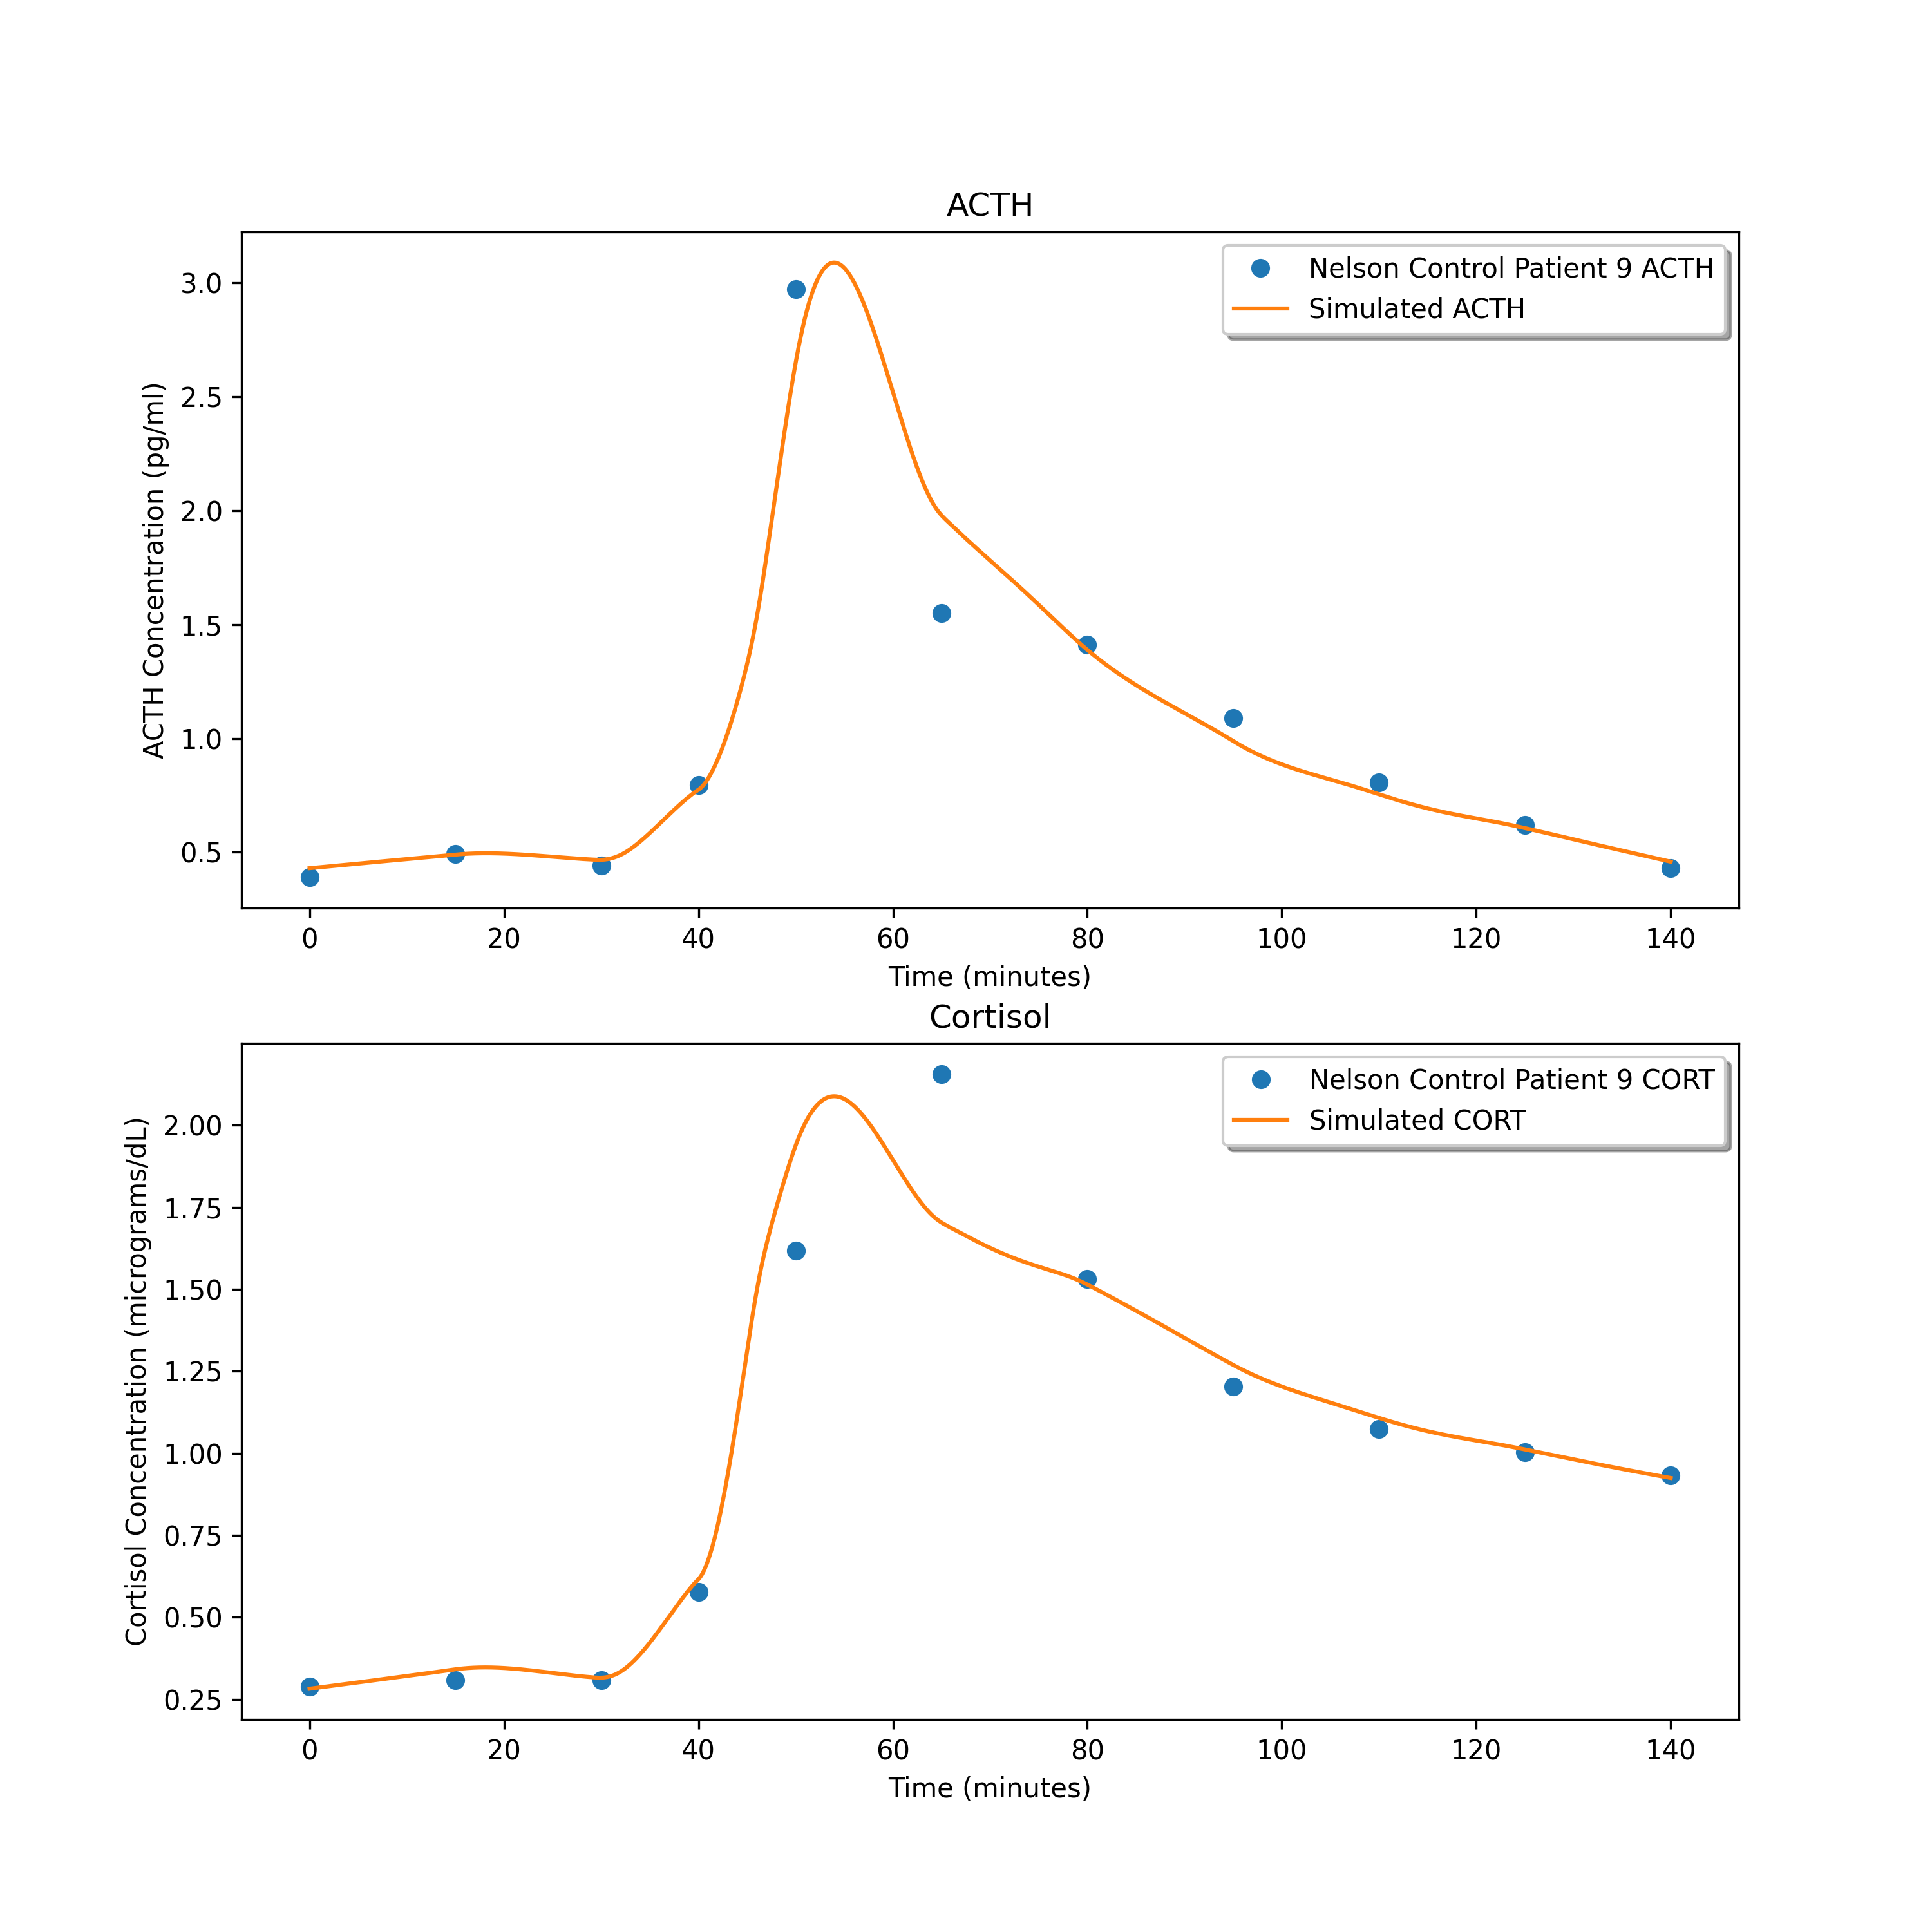 ACTH
Nelson Control Patient 9 ACTH
Simulated ACTH
ACTH Concentration (pg/ml)
3.0
2.5
2.0
1.5
1.0
0.5
0 20 40 60 80 100 120 140
Time (minutes)
Cortisol
Nelson Control Patient 9 CORT
Simulated CORT
Cortisol Concentration (micrograms/dL)
2.00
1.75
1.50
1.25
1.00
0.75
0.50
0.25
0 20 40 60 80 100 120 140
Time (minutes)